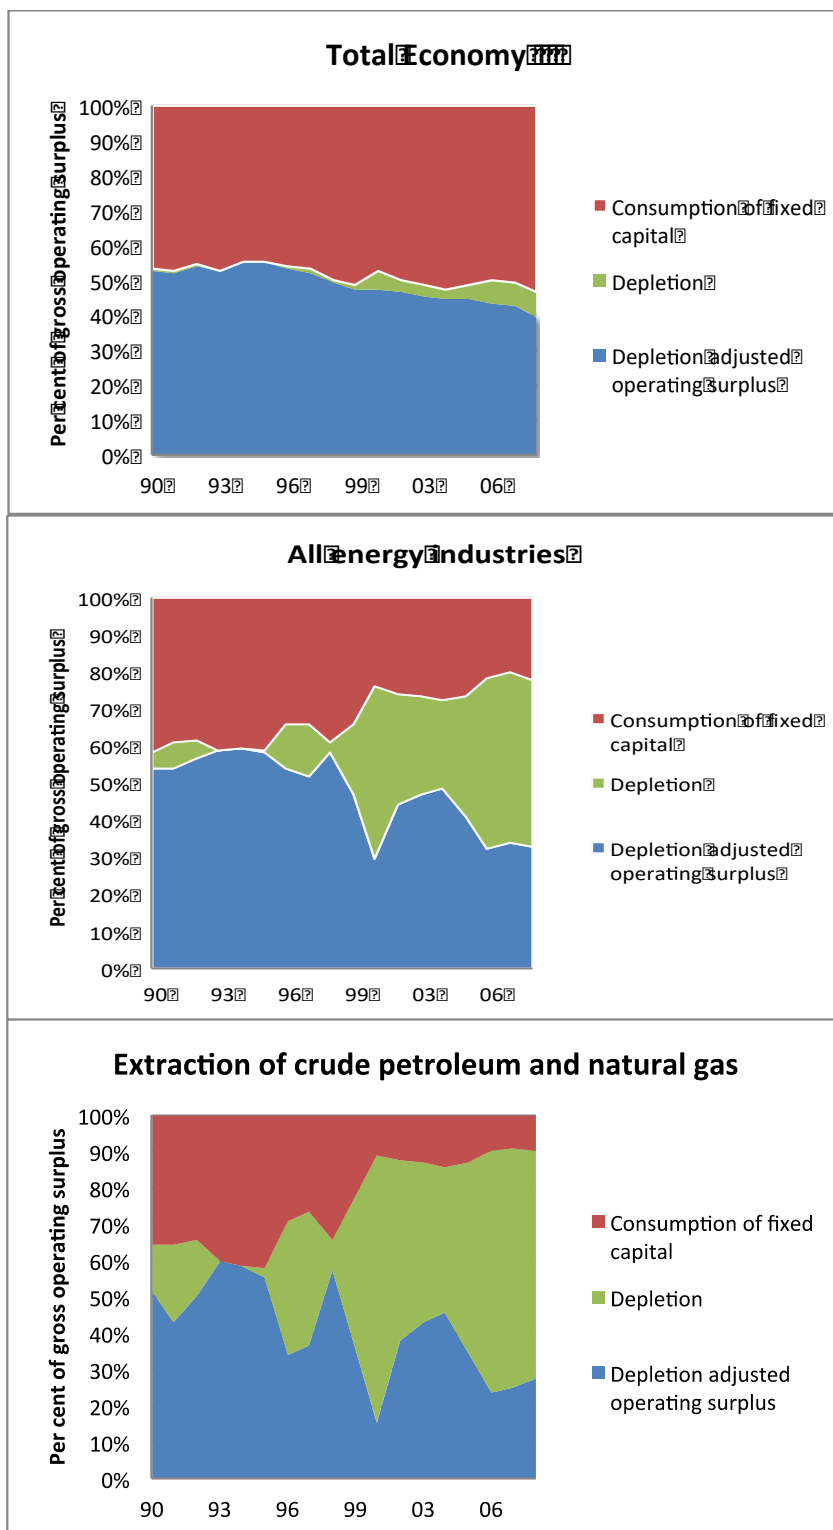 Total Economy
Per cent of gross operating surplus
100%
90%
80%
70%
60%
50%
40%
30%
20%
10%
0%
90 93 96 99 03 06
Consumption of fixed
capital
Depletion
Depletion adjusted
operating surplus
All energy industries
Per cent of gross operating surplus
100%
90%
80%
70%
60%
50%
40%
30%
20%
10%
0%
90 93 96 99 03 06
Consumption of fixed
capital
Depletion
Depletion adjusted
operating surplus
Extraction of crude petroleum and natural gas
Per cent of gross operating surplus
100%
90%
80%
70%
60%
50%
40%
30%
20%
10%
0%
90 93 96 99 03 06
Consumption of fixed
capital
Depletion
Depletion adjusted
operating surplus